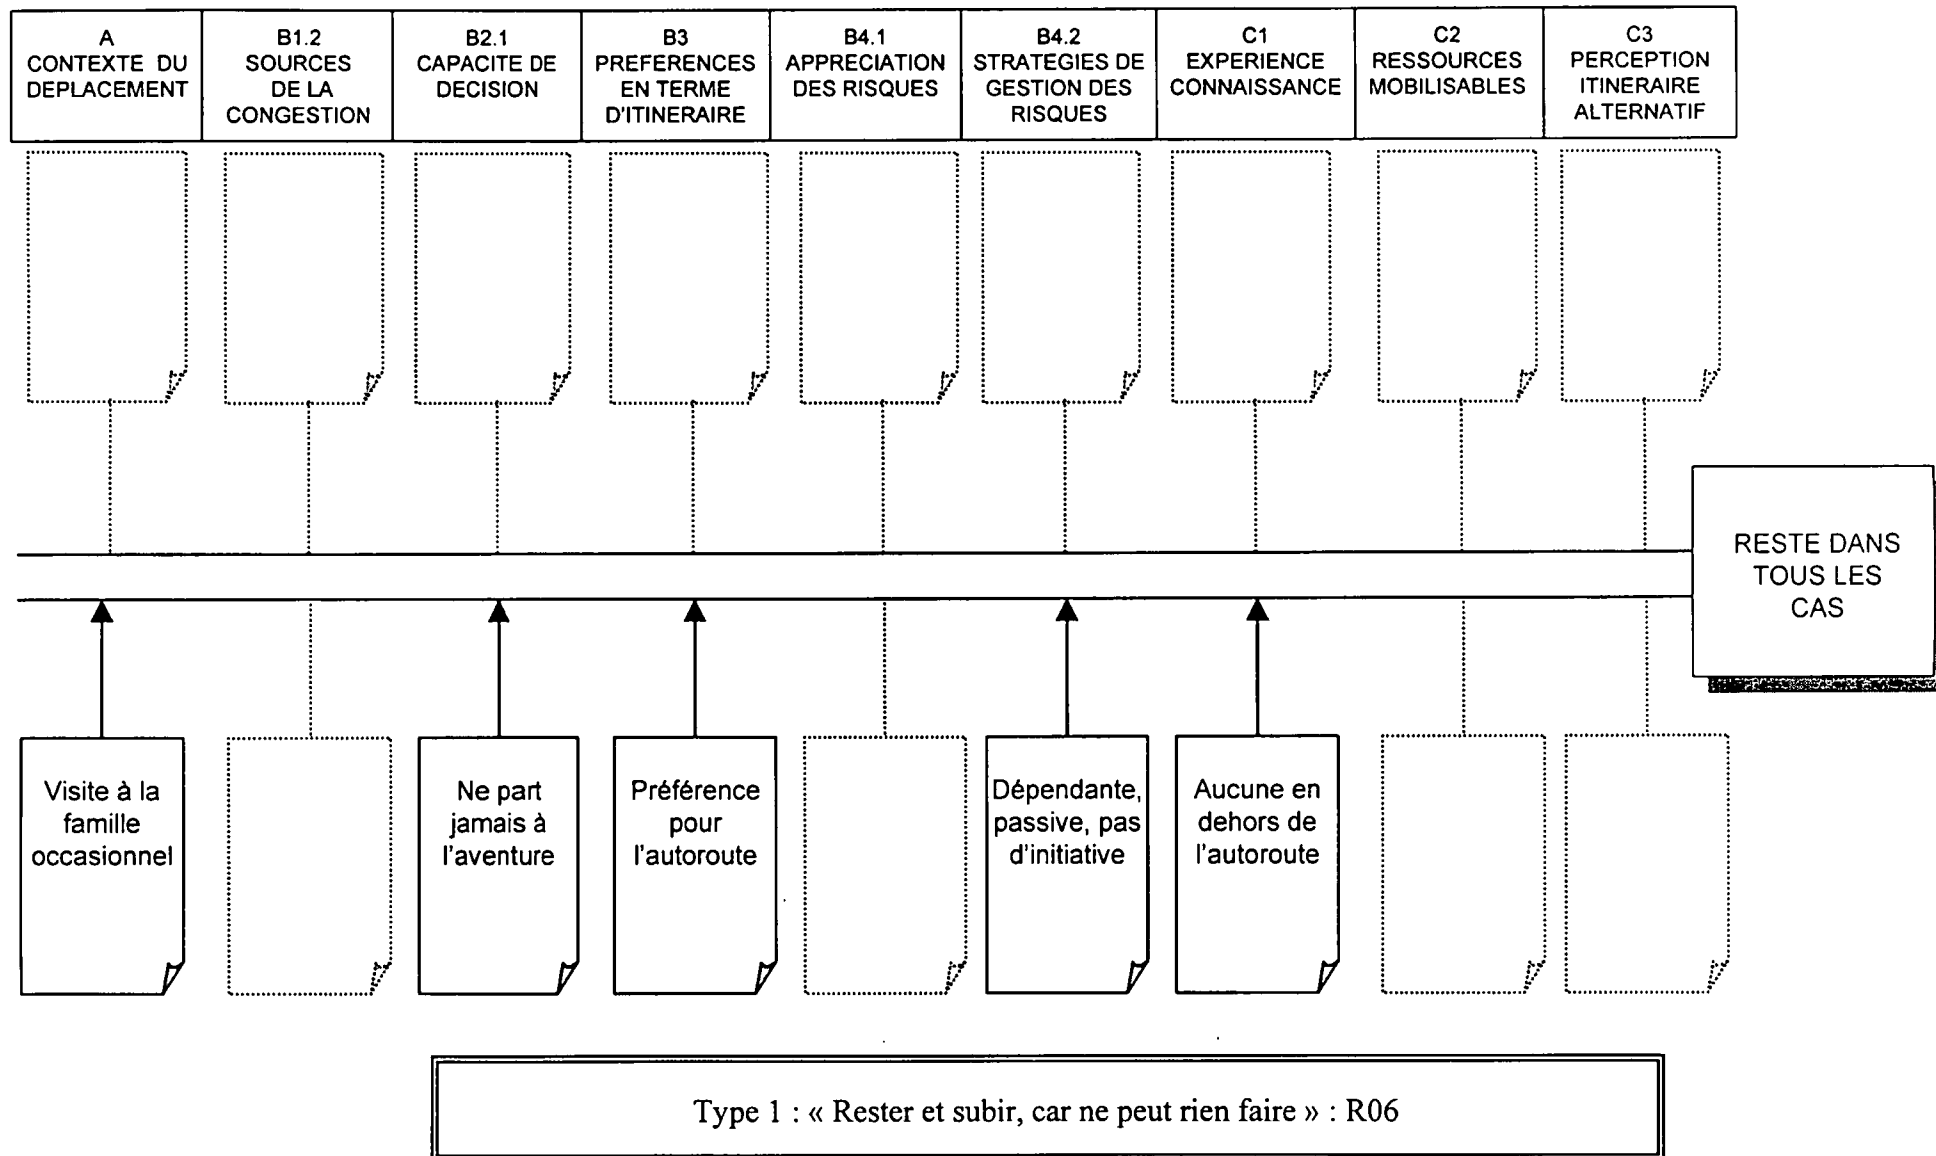 A
CONTEXTE DU
DEPLACEMENT
B1.2
SOURCES
DE LA
CONGESTION
B2.1
CAPACITE DE
DECISION
B3
PREFERENCES
EN TERME
D'ITINERAIRE
B4.1
APPRECIATION
DES RISQUES
B4.2
STRATEGIES DE
GESTION DES
RISQUES
C1
EXPERIENCE
CONNAISSANCE
C2
RESSOURCES
MOBILISABLES
C3
PERCEPTION
ITINERAIRE
ALTERNATIF
RESTE DANS
TOUS LES
CAS
Visite à la
famille
occasionnel
Ne part
jamais à
l'aventure
Préférence
pour
l'autoroute
Dépendante,
passive, pas
d'initiative
Aucune en
dehors de
l'autoroute
Type 1 : « Rester et subir, car ne peut rien faire » : R06